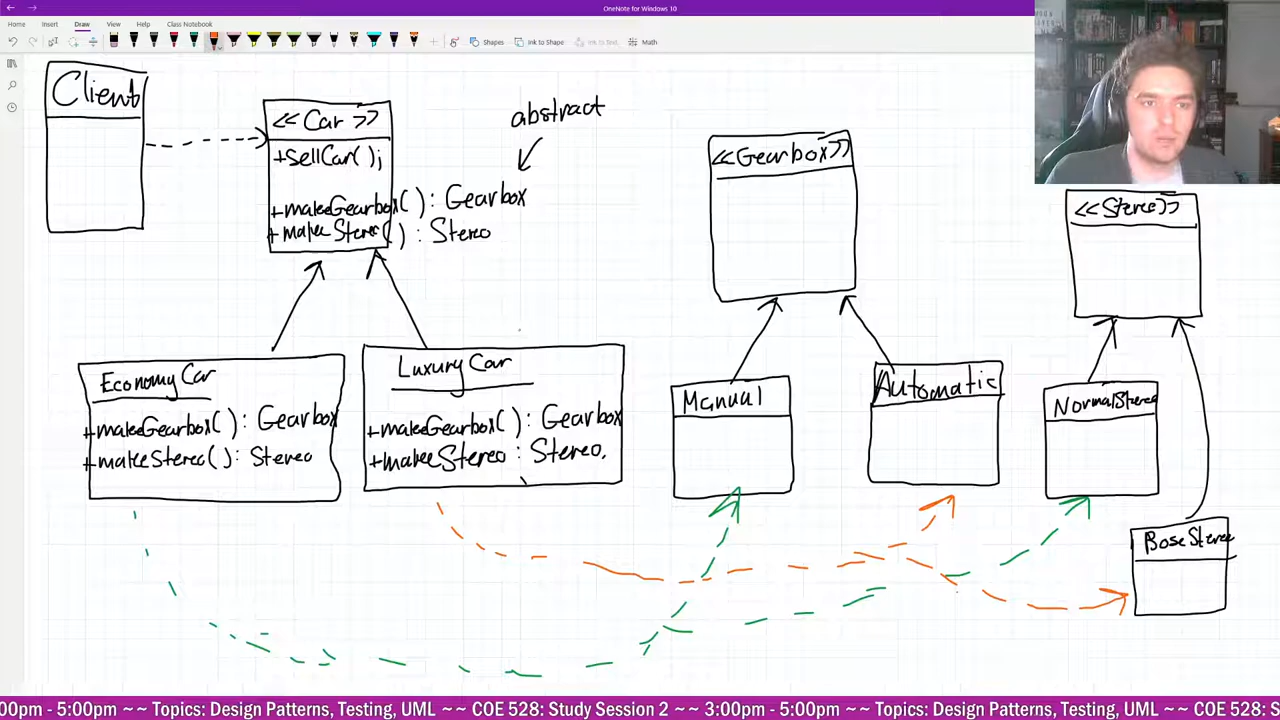 OneNote for Windows 10
Home Insert Draw View Help Class Notebook
Shapes Ink to Shape Ink to Text Math
Client
<< Car >>
+sellCar();
+makeGearbox() : Gearbox
+makeStereo() : Stereo
abstract
<<Gearbox>>
<<Stereo>>
EconomyCar
+makeGearbox() : Gearbox
+makeStereo() : Stereo
LuxuryCar
+makeGearbox() : Gearbox
+makeStereo : Stereo.
Manual
Automatic
NormalStereo
BoseStereo
00pm - 5:00pm ~~ Topics: Design Patterns, Testing, UML ~~ COE 528: Study Session 2 ~~ 3:00pm - 5:00pm ~~ Topics: Design Patterns, Testing, UML ~~ COE 528: S